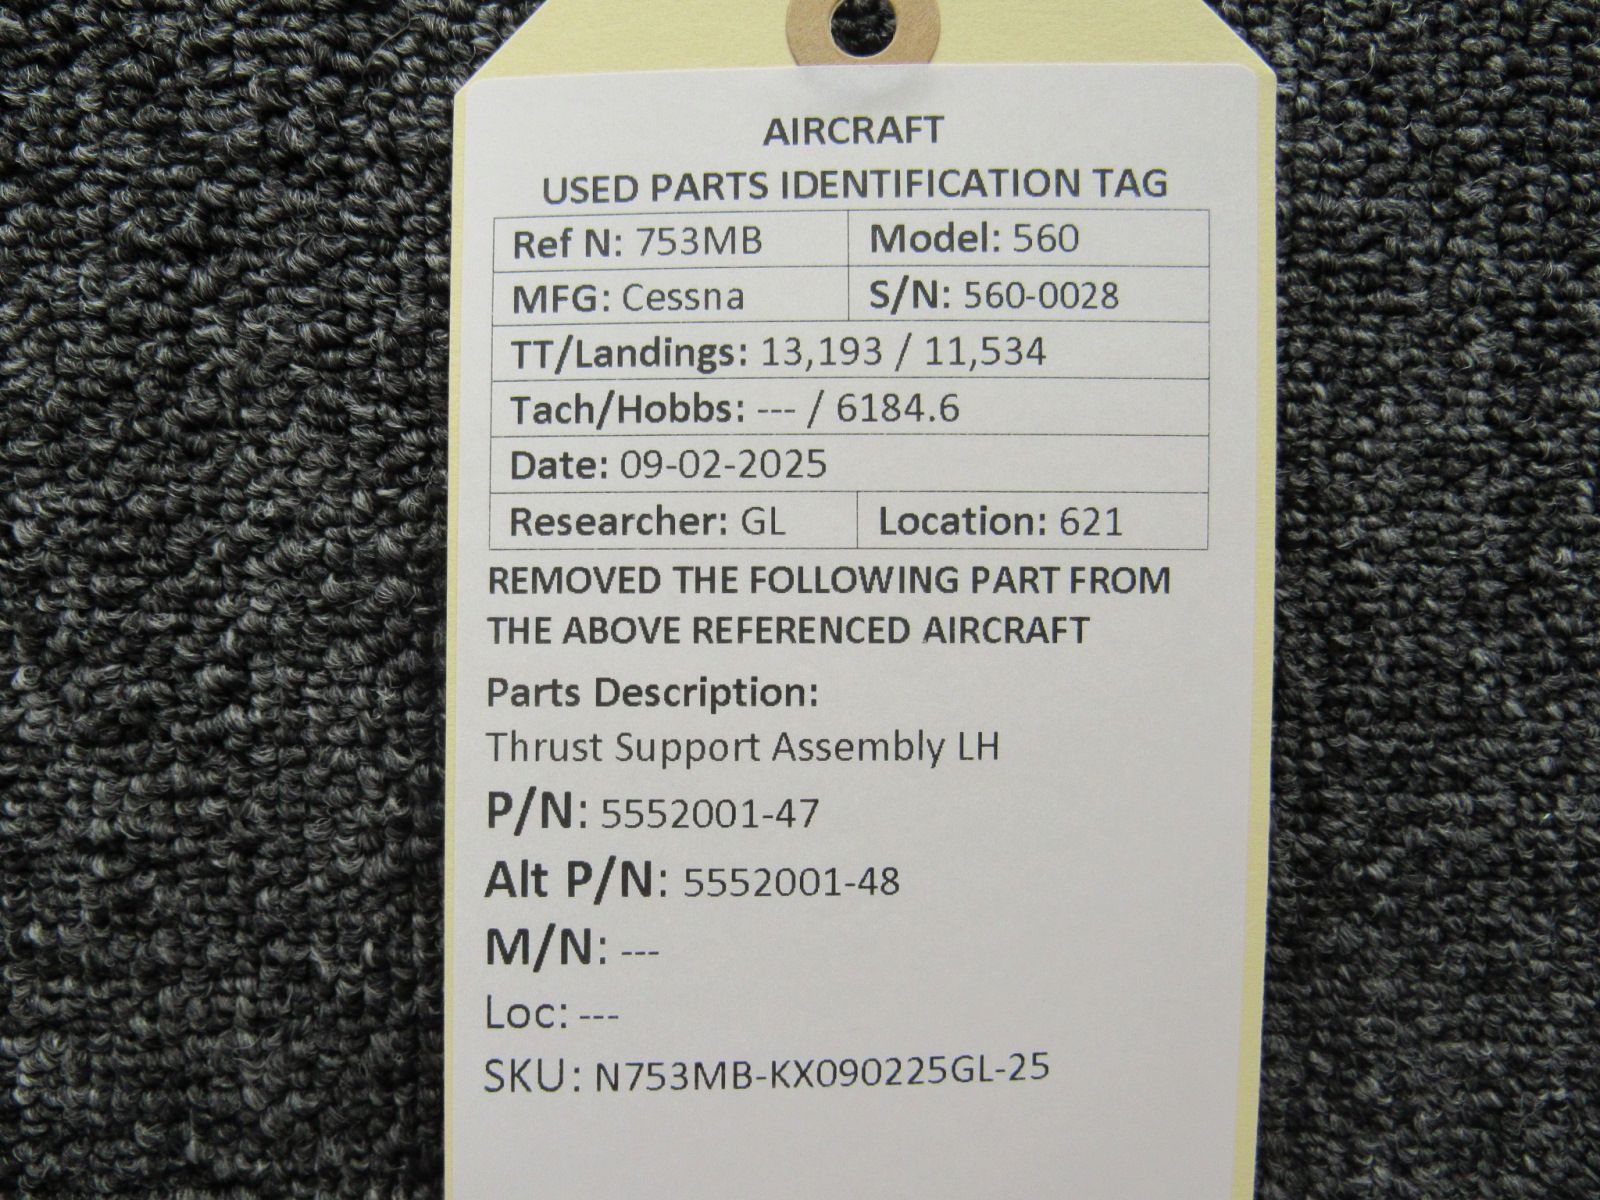 AIRCRAFT
USED PARTS IDENTIFICATION TAG
Ref N: 753MB Model: 560
MFG: Cessna S/N: 560-0028
TT/Landings: 13,193 / 11,534
Tach/Hobbs: --- / 6184.6
Date: 09-02-2025
Researcher: GL Location: 621
REMOVED THE FOLLOWING PART FROM
THE ABOVE REFERENCED AIRCRAFT
Parts Description:
Thrust Support Assembly LH
P/N: 5552001-47
Alt P/N: 5552001-48
M/N: ---
Loc: ---
SKU: N753MB-KX090225GL-25